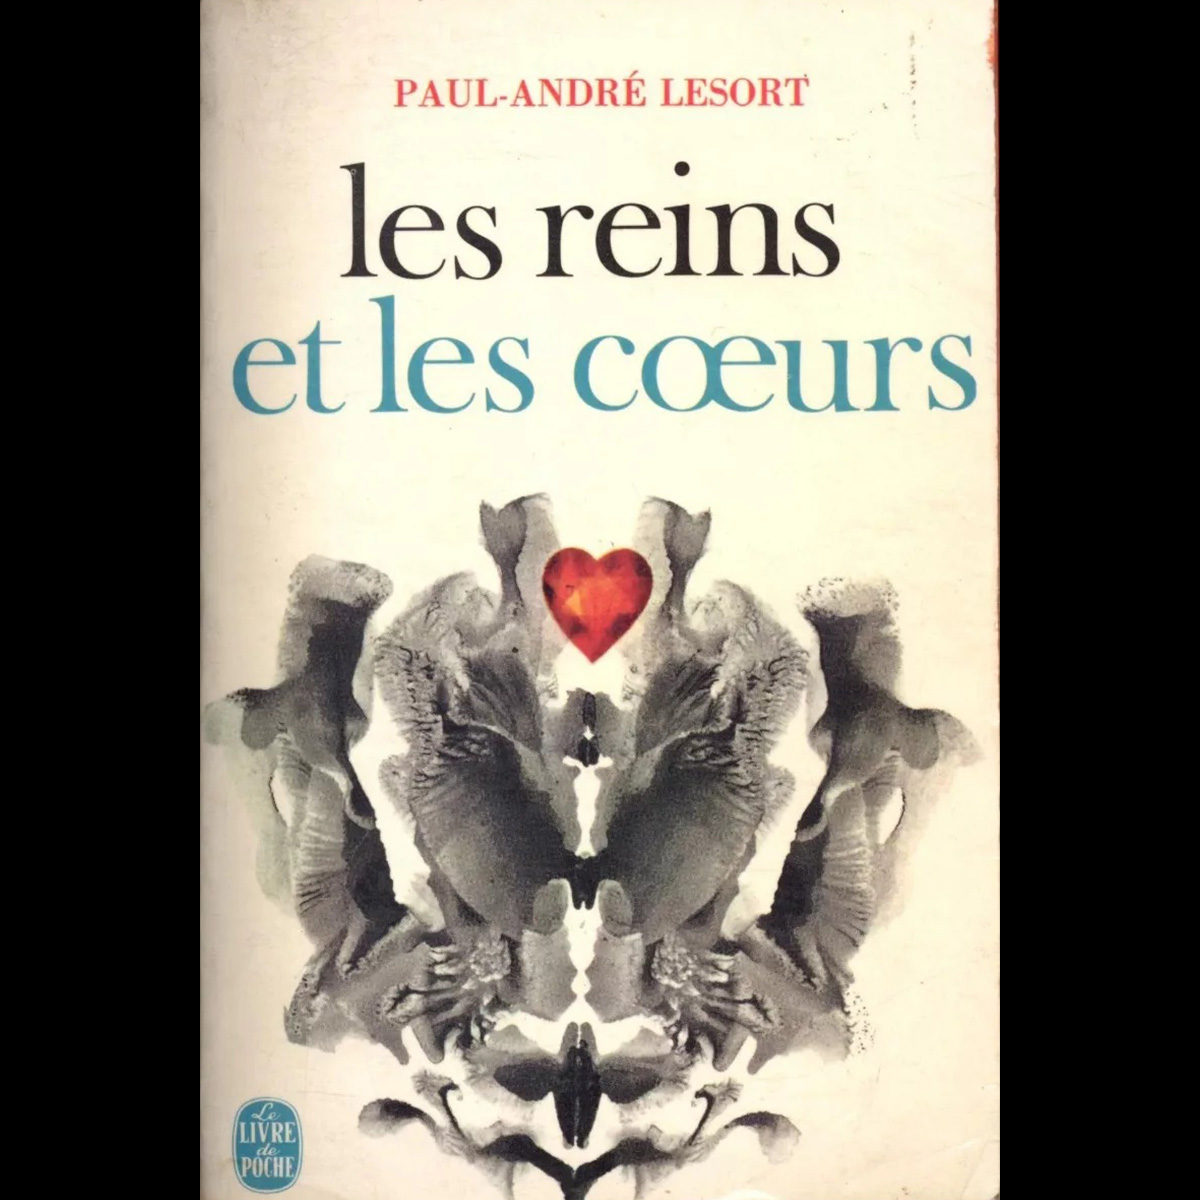 PAUL-ANDRÉ LESORT
les reins
et les cœurs
Le
LIVRE
de
POCHE